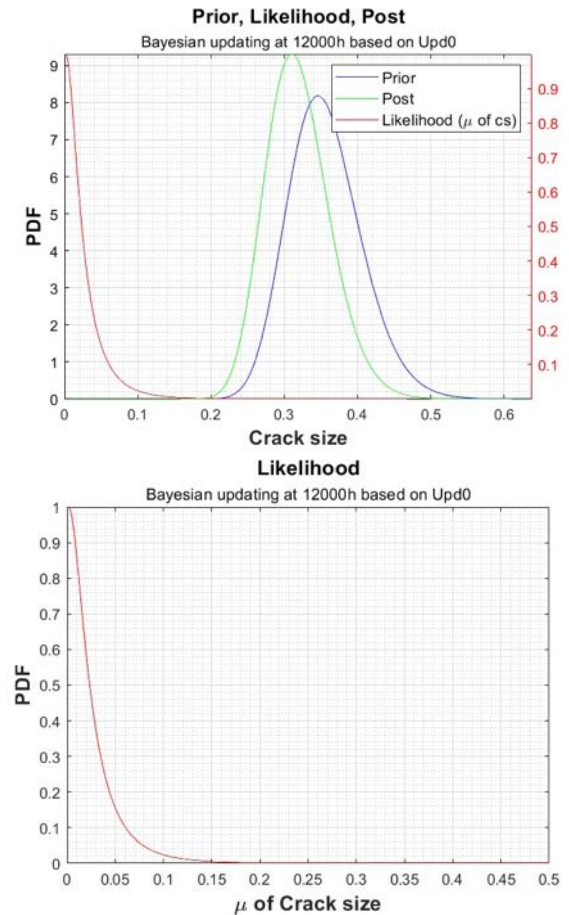 Prior, Likelihood, Post
Bayesian updating at 12000h based on Upd0
Prior
Post
Likelihood (μ of cs)
PDF
9
8
7
6
5
4
3
2
1
0
0.9
0.8
0.7
0.6
0.5
0.4
0.3
0.2
0.1
0 0.1 0.2 0.3 0.4 0.5 0.6
Crack size
Likelihood
Bayesian updating at 12000h based on Upd0
PDF
1
0.9
0.8
0.7
0.6
0.5
0.4
0.3
0.2
0.1
0
0 0.05 0.1 0.15 0.2 0.25 0.3 0.35 0.4 0.45 0.5
μ of Crack size